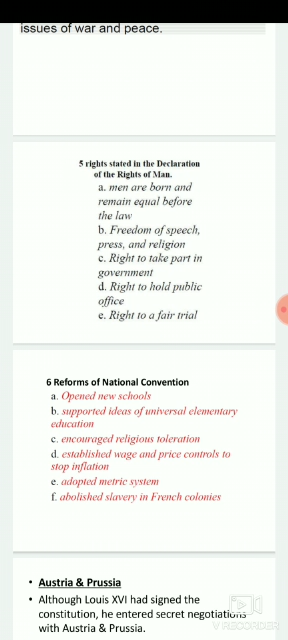 issues of war and peace.
5 rights stated in the Declaration
of the Rights of Man.
a. men are born and
remain equal before
the law
b. Freedom of speech,
press, and religion
c. Right to take part in
government
d. Right to hold public
office
e. Right to a fair trial
6 Reforms of National Convention
a. Opened new schools
b. supported ideas of universal elementary
education
c. encouraged religious toleration
d. established wage and price controls to
stop inflation
e. adopted metric system
f. abolished slavery in French colonies
• Austria & Prussia
• Although Louis XVI had signed the
constitution, he entered secret negotiations
with Austria & Prussia.
V RECORDER